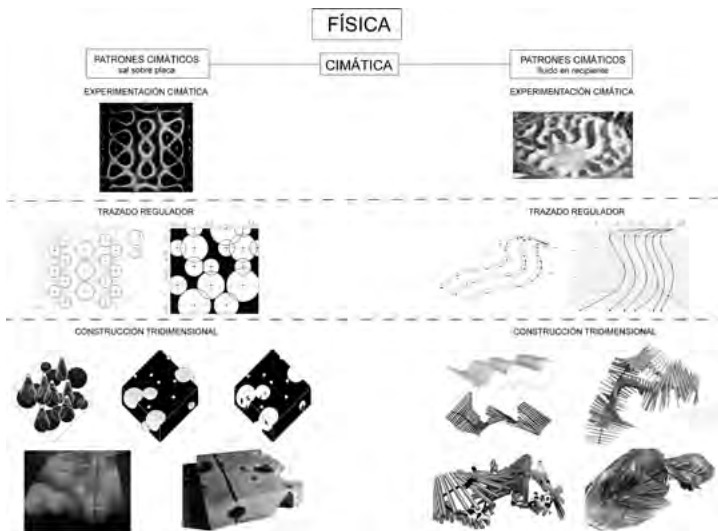 FÍSICA
PATRONES CIMÁTICOS
sal sobre placa
CIMÁTICA
PATRONES CIMÁTICOS
fluido en recipiente
EXPERIMENTACIÓN CIMÁTICA
EXPERIMENTACIÓN CIMÁTICA
TRAZADO REGULADOR
TRAZADO REGULADOR
CONSTRUCCIÓN TRIDIMENSIONAL
CONSTRUCCIÓN TRIDIMENSIONAL